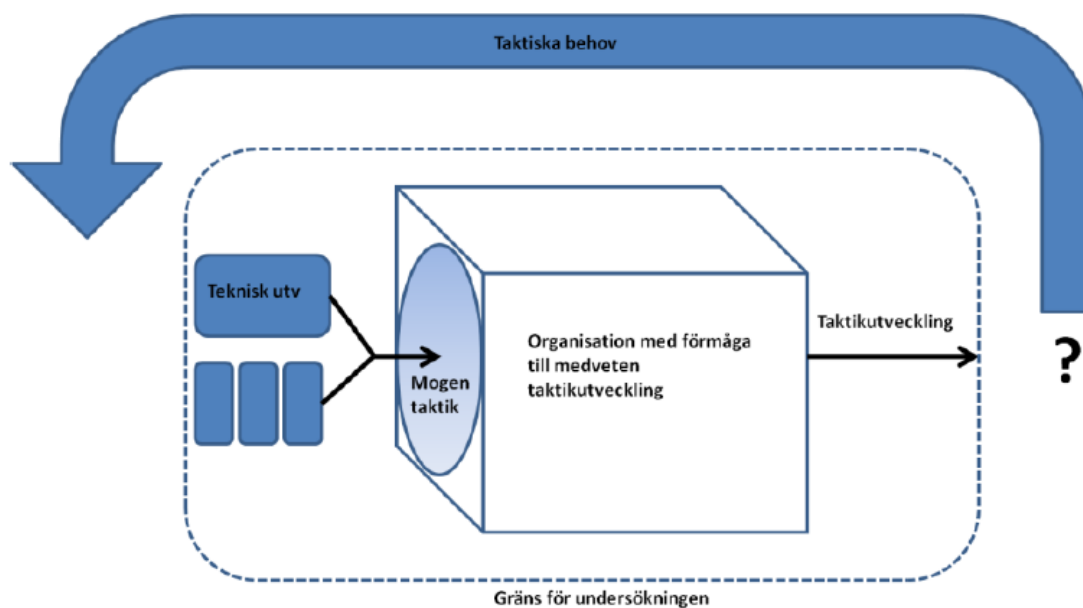 Taktiska behov
Teknisk utv
Mogen
taktik
Organisation med förmåga
till medveten
taktikutveckling
Taktikutveckling
?
Gräns för undersökningen